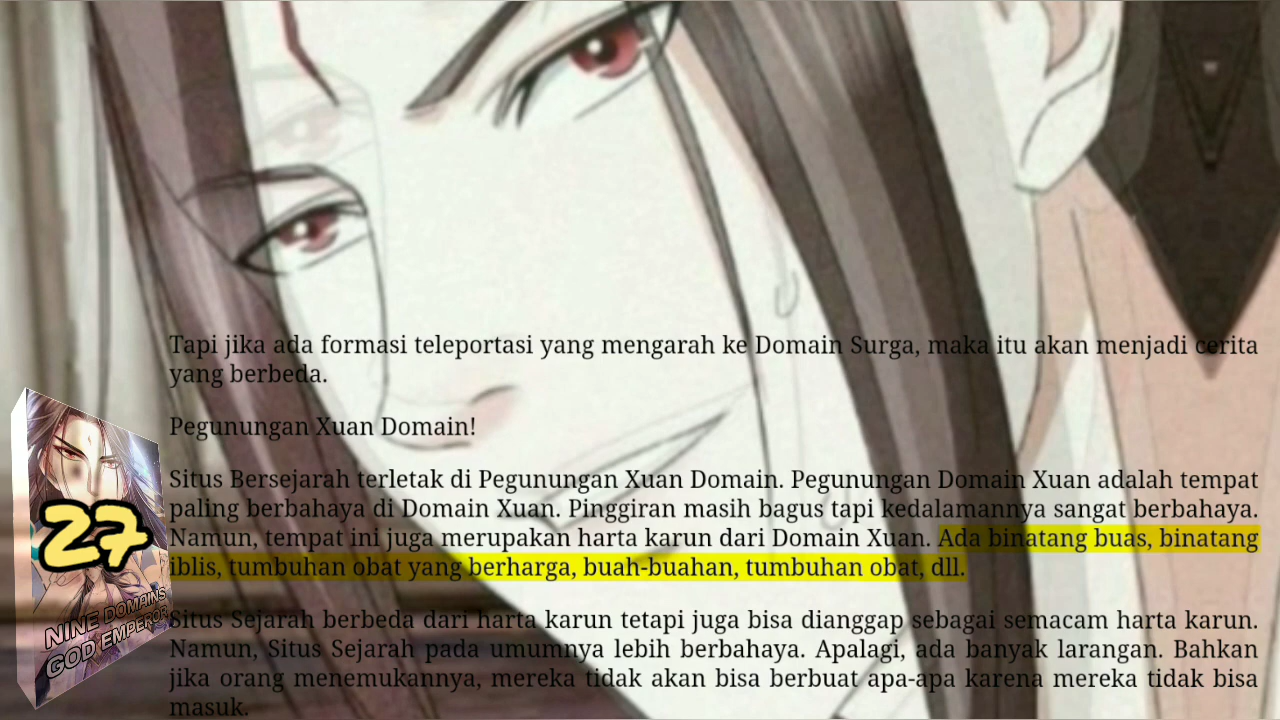 Tapi jika ada formasi teleportasi yang mengarah ke Domain Surga, maka itu akan menjadi cerita
yang berbeda.
Pegunungan Xuan Domain!
Situs Bersejarah terletak di Pegunungan Xuan Domain. Pegunungan Domain Xuan adalah tempat
paling berbahaya di Domain Xuan. Pinggiran masih bagus tapi kedalamannya sangat berbahaya.
Namun, tempat ini juga merupakan harta karun dari Domain Xuan. Ada binatang buas, binatang
iblis, tumbuhan obat yang berharga, buah-buahan, tumbuhan obat, dll.
Situs Sejarah berbeda dari harta karun tetapi juga bisa dianggap sebagai semacam harta karun.
Namun, Situs Sejarah pada umumnya lebih berbahaya. Apalagi, ada banyak larangan. Bahkan
jika orang menemukannya, mereka tidak akan bisa berbuat apa-apa karena mereka tidak bisa
masuk.
27
NINE DOMAINS
GOD EMPEROR